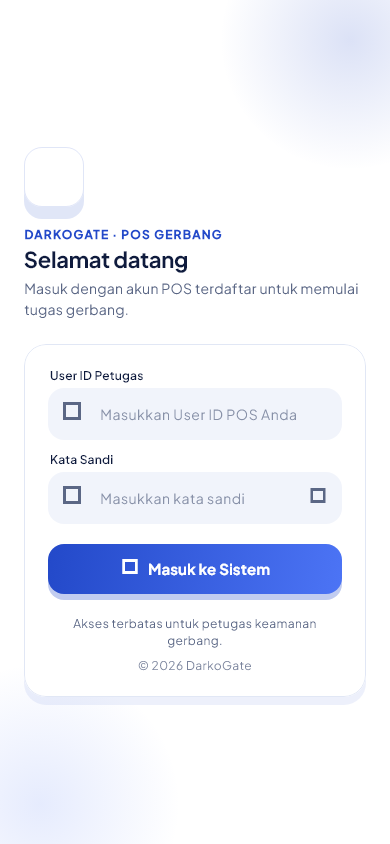 DARKOGATE · POS GERBANG
Selamat datang
Masuk dengan akun POS terdaftar untuk memulai
tugas gerbang.
User ID Petugas
Masukkan User ID POS Anda
Kata Sandi
Masukkan kata sandi
Masuk ke Sistem
Akses terbatas untuk petugas keamanan
gerbang.
© 2026 DarkoGate